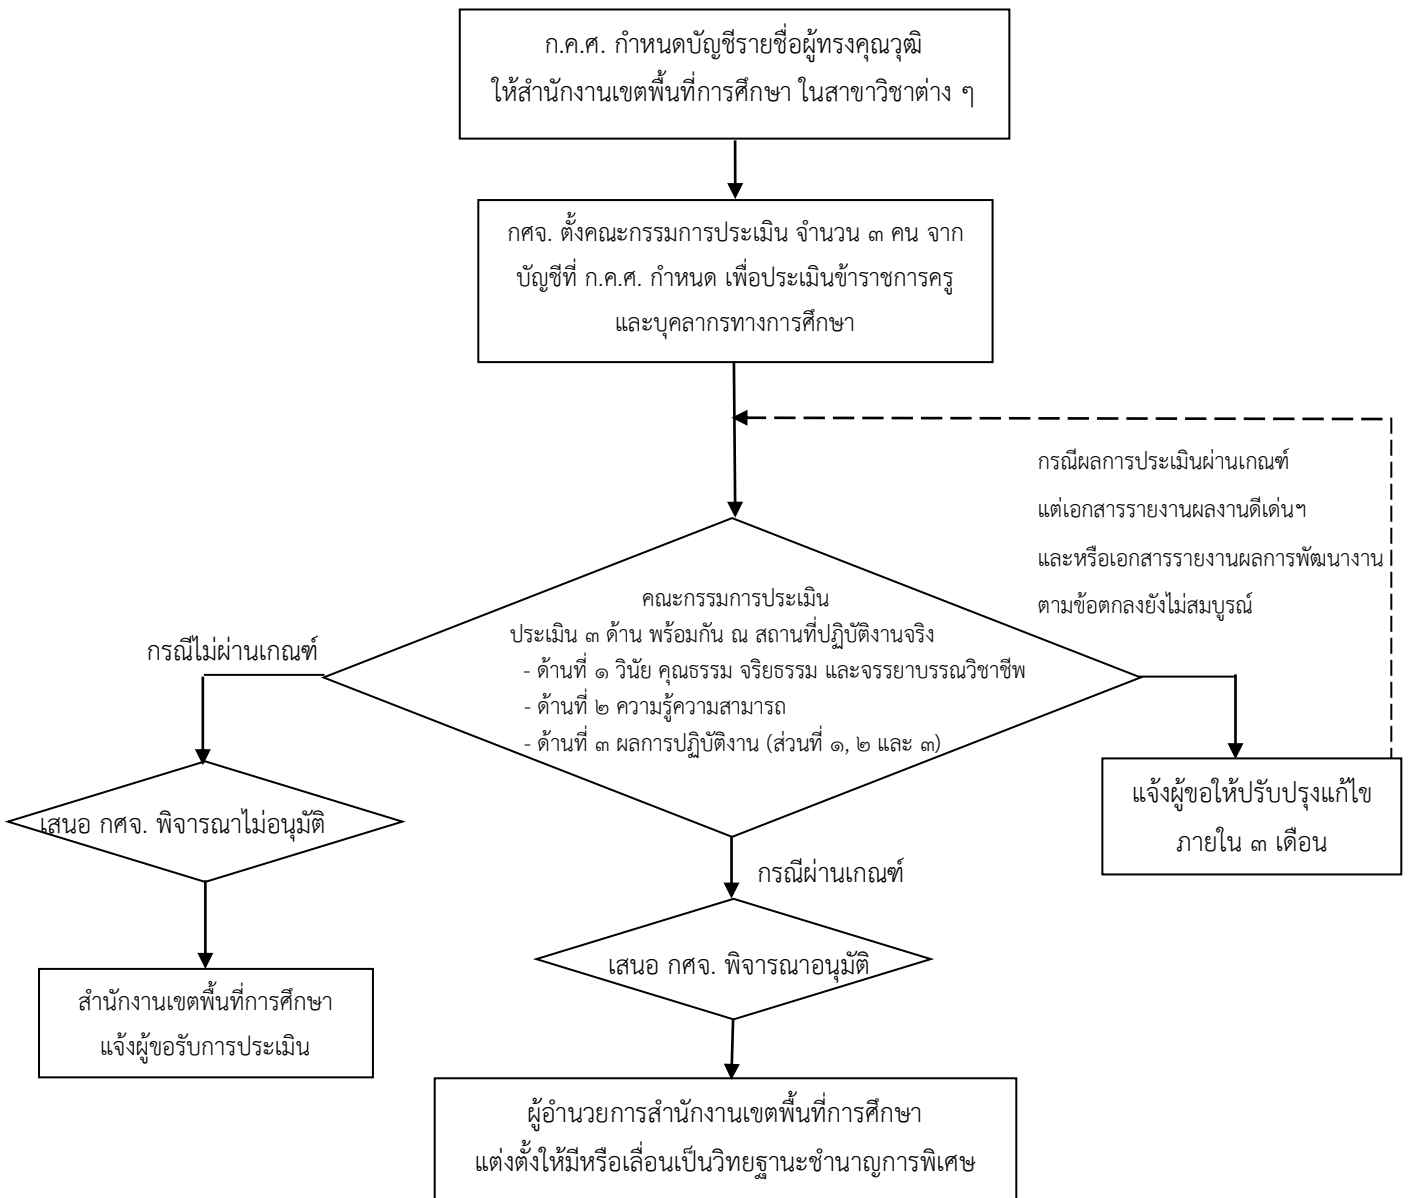 ก.ค.ศ. กำหนดบัญชีรายชื่อผู้ทรงคุณวุฒิ
ให้สำนักงานเขตพื้นที่การศึกษา ในสาขาวิชาต่าง ๆ
กศจ. ตั้งคณะกรรมการประเมิน จำนวน ๓ คน จาก
บัญชีที่ ก.ค.ศ. กำหนด เพื่อประเมินข้าราชการครู
และบุคลากรทางการศึกษา
กรณีผลการประเมินผ่านเกณฑ์
แต่เอกสารรายงานผลงานดีเด่นฯ
และหรือเอกสารรายงานผลการพัฒนางาน
ตามข้อตกลงยังไม่สมบูรณ์
คณะกรรมการประเมิน
ประเมิน ๓ ด้าน พร้อมกัน ณ สถานที่ปฏิบัติงานจริง
- ด้านที่ ๑ วินัย คุณธรรม จริยธรรม และจรรยาบรรณวิชาชีพ
- ด้านที่ ๒ ความรู้ความสามารถ
- ด้านที่ ๓ ผลการปฏิบัติงาน (ส่วนที่ ๑, ๒ และ ๓)
กรณีไม่ผ่านเกณฑ์
เสนอ กศจ. พิจารณาไม่อนุมัติ
แจ้งผู้ขอให้ปรับปรุงแก้ไข
ภายใน ๓ เดือน
กรณีผ่านเกณฑ์
เสนอ กศจ. พิจารณาอนุมัติ
สำนักงานเขตพื้นที่การศึกษา
แจ้งผู้ขอรับการประเมิน
ผู้อำนวยการสำนักงานเขตพื้นที่การศึกษา
แต่งตั้งให้มีหรือเลื่อนเป็นวิทยฐานะชำนาญการพิเศษ